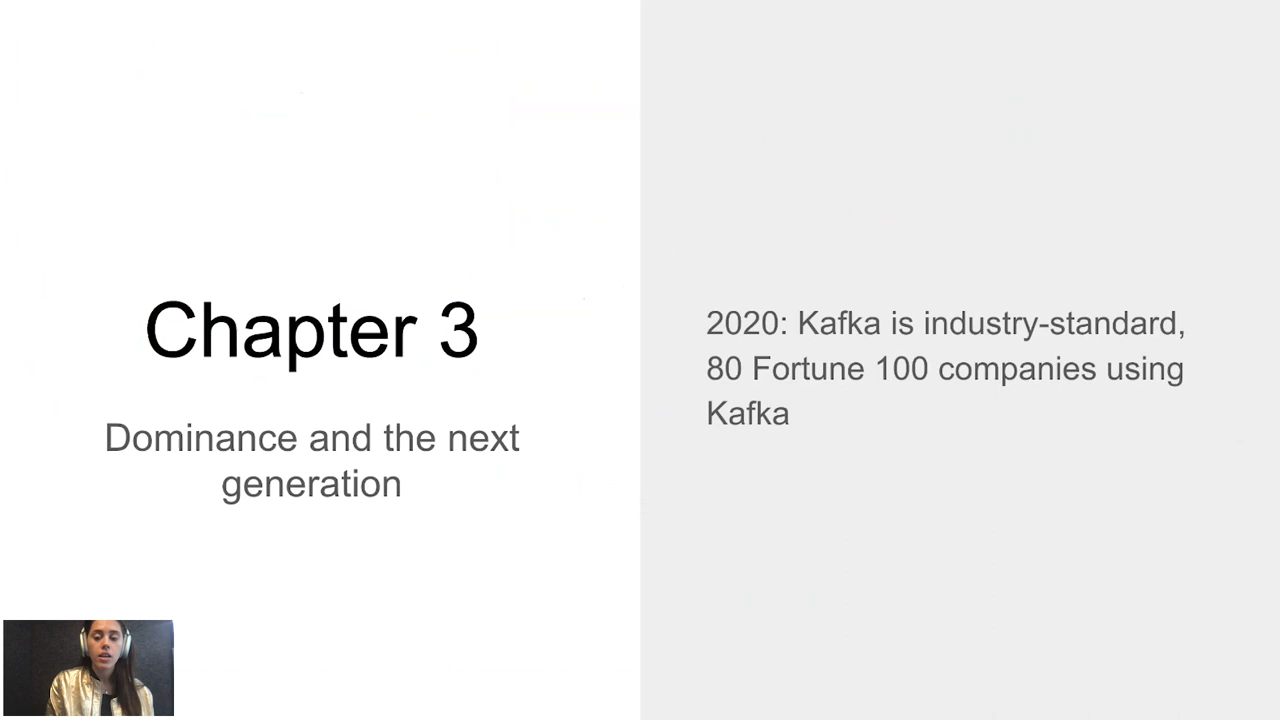 Chapter 3
Dominance and the next
generation
2020: Kafka is industry-standard,
80 Fortune 100 companies using
Kafka